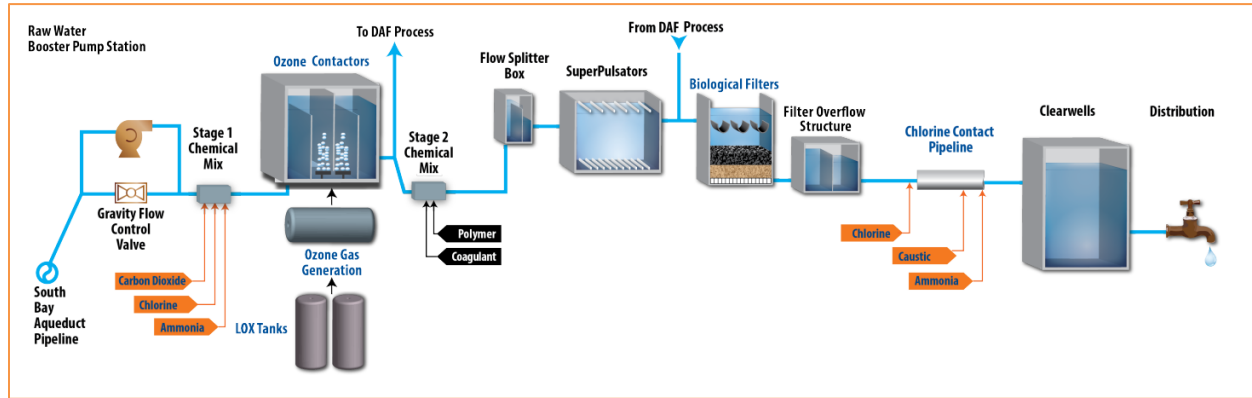 Raw Water
Booster Pump Station
Gravity Flow
Control
Valve
South
Bay
Aqueduct
Pipeline
Stage 1
Chemical
Mix
Carbon Dioxide
Chlorine
Ammonia
Ozone Contactors
Ozone Gas
Generation
LOX Tanks
To DAF Process
Stage 2
Chemical
Mix
Polymer
Coagulant
Flow Splitter
Box
SuperPulsators
From DAF Process
Biological Filters
Filter Overflow
Structure
Chlorine Contact
Pipeline
Chlorine
Caustic
Ammonia
Clearwells
Distribution